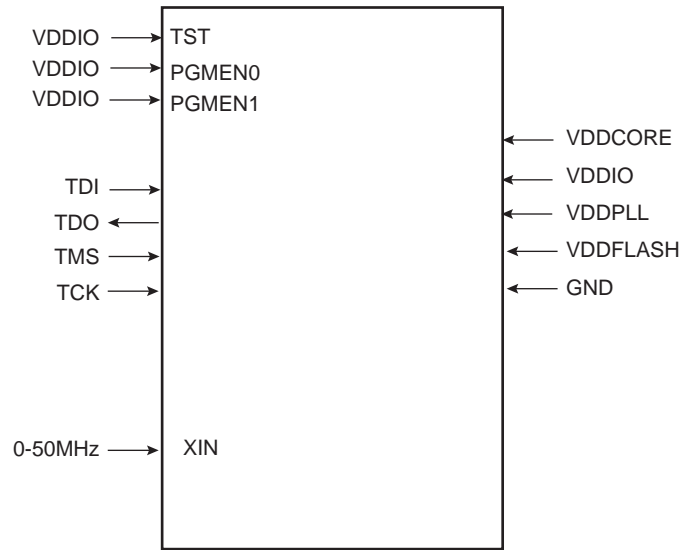 VDDIO TST
VDDIO PGMEN0
VDDIO PGMEN1
VDDCORE
VDDIO
TDI
VDDPLL
TDO
VDDFLASH
TMS
GND
TCK
0-50MHz XIN